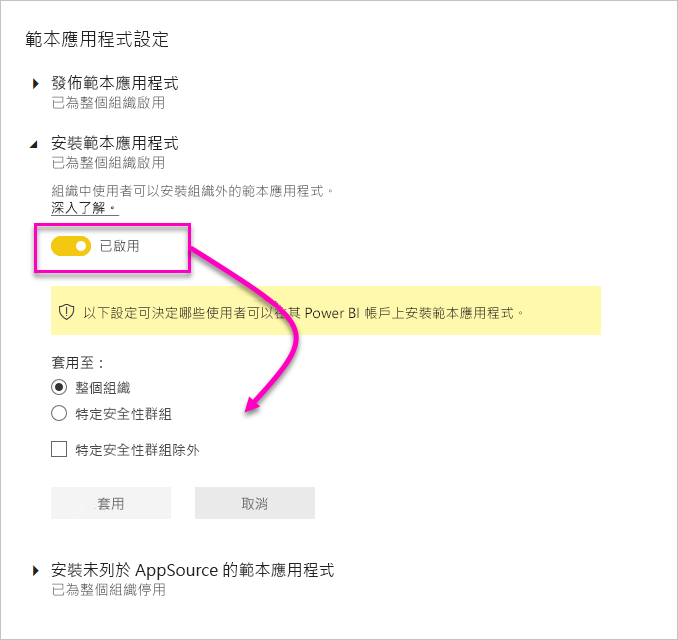 範本應用程式設定
發佈範本應用程式
已為整個組織啟用
安裝範本應用程式
已為整個組織啟用
組織中使用者可以安裝組織外的範本應用程式。
深入了解。
已啟用
以下設定可決定哪些使用者可以在其 Power BI 帳戶上安裝範本應用程式。
套用至：
整個組織
特定安全性群組
特定安全性群組除外
套用
取消
安裝未列於 AppSource 的範本應用程式
已為整個組織停用